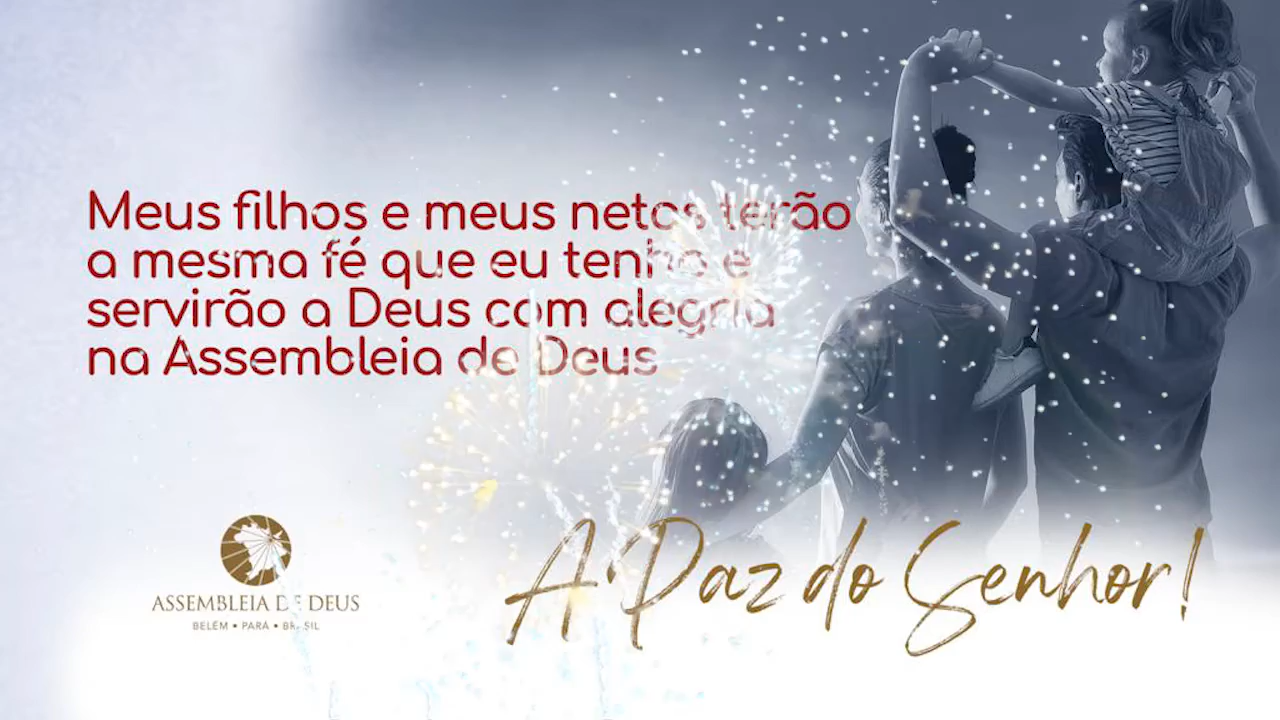 Meus filhos e meus netos terão
a mesma fé que eu tenho e
servirão a Deus com alegria
na Assembleia de Deus
ASSEMBLEIA DE DEUS
BELÉM • PARÁ • BRASIL
A Paz do Senhor!